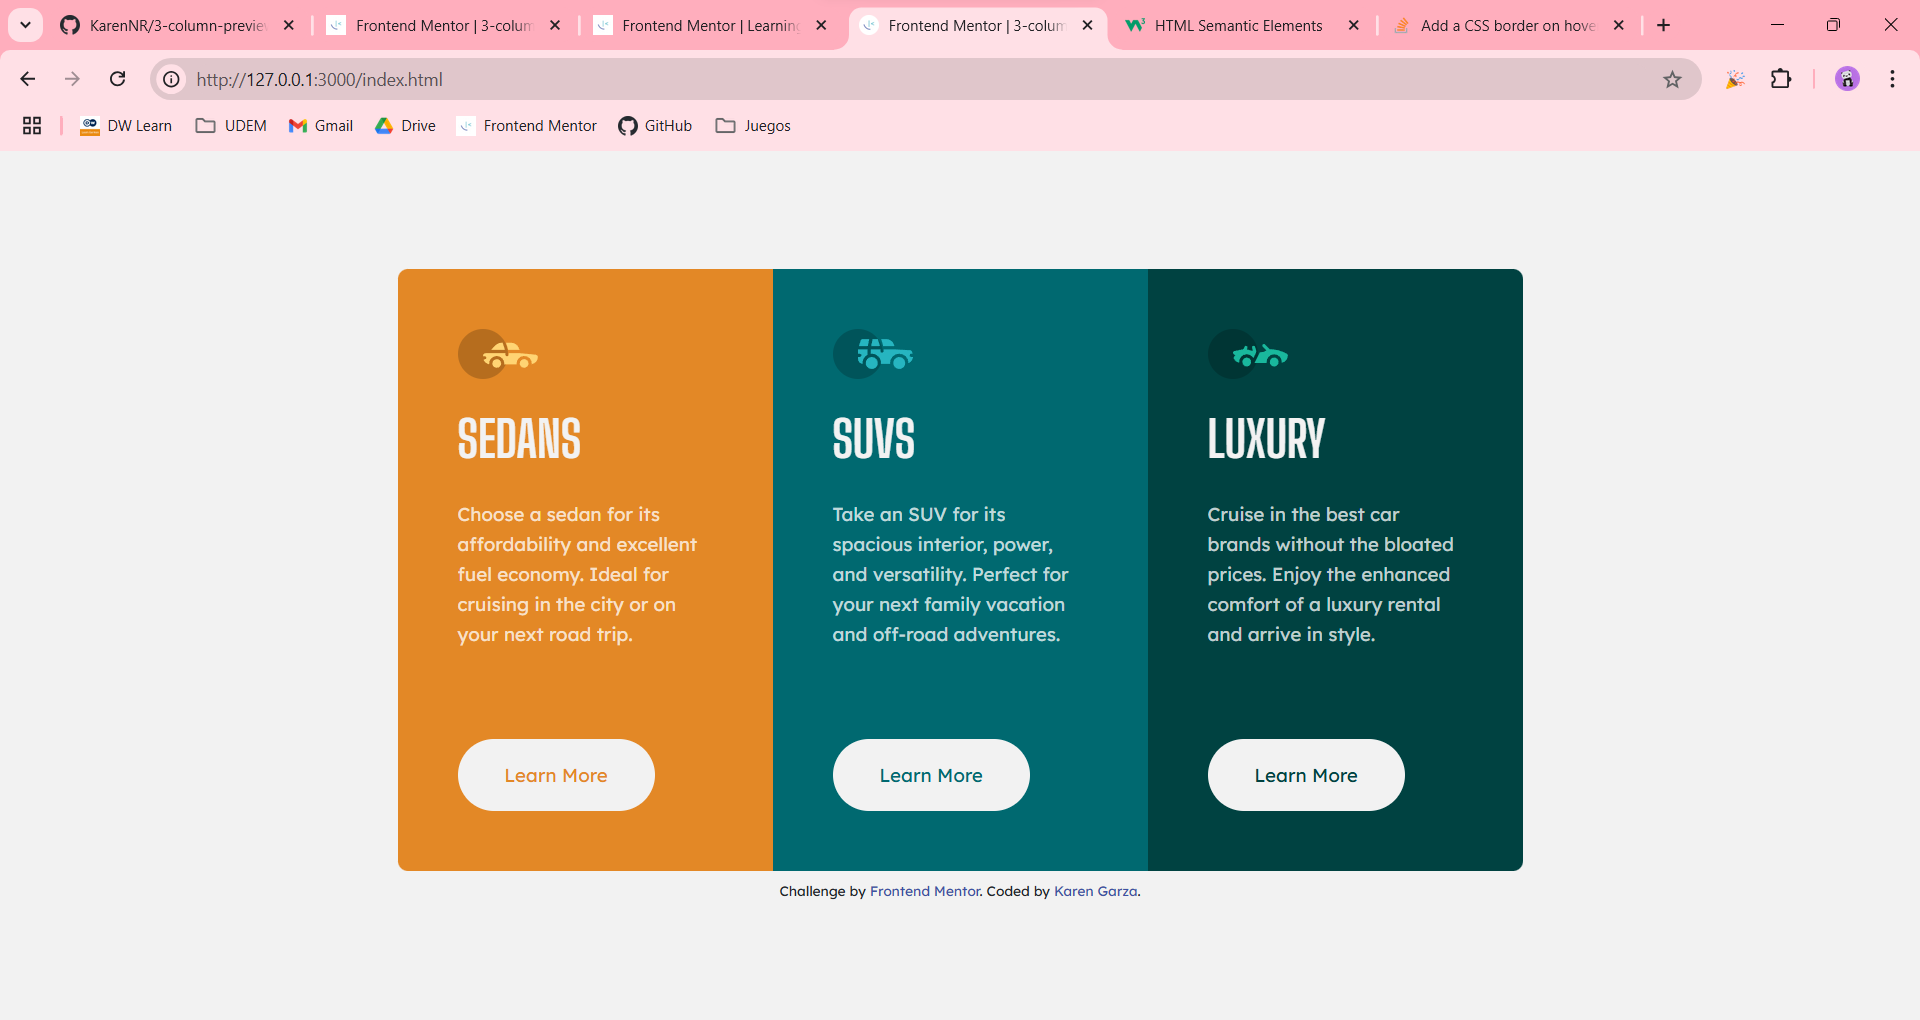 KarenNR/3-column-preview
Frontend Mentor | 3-colum
Frontend Mentor | Learning
Frontend Mentor | 3-colum
HTML Semantic Elements
Add a CSS border on hove
http://127.0.0.1:3000/index.html
DW Learn
UDEM
Gmail
Drive
Frontend Mentor
GitHub
Juegos
SEDANS
Choose a sedan for its
affordability and excellent
fuel economy. Ideal for
cruising in the city or on
your next road trip.
Learn More
SUVS
Take an SUV for its
spacious interior, power,
and versatility. Perfect for
your next family vacation
and off-road adventures.
Learn More
LUXURY
Cruise in the best car
brands without the bloated
prices. Enjoy the enhanced
comfort of a luxury rental
and arrive in style.
Learn More
Challenge by Frontend Mentor. Coded by Karen Garza.